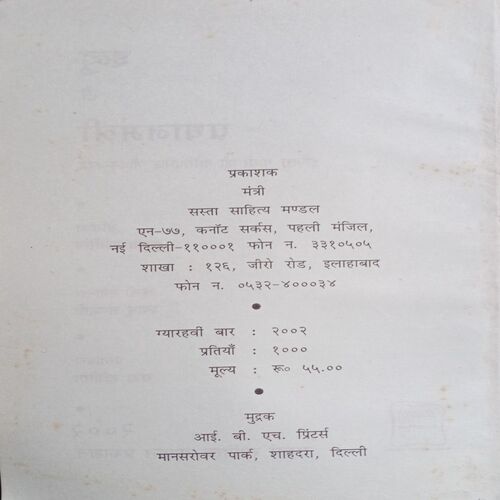 प्रकाशक
मंत्री
सस्ता साहित्य मण्डल
एन-७७, कनॉट सर्कस, पहली मंजिल,
नई दिल्ली-११०००१ फोन न. ३३१०५०५
शाखा : १२६, जीरो रोड, इलाहाबाद
फोन न. ०५३२-४०००३४
ग्यारहवीं बार : २००२
प्रतियाँ : १०००
मूल्य : रू० ५५.००
मुद्रक
आई. बी. एच. प्रिंटर्स
मानसरोवर पार्क, शाहदरा, दिल्ली